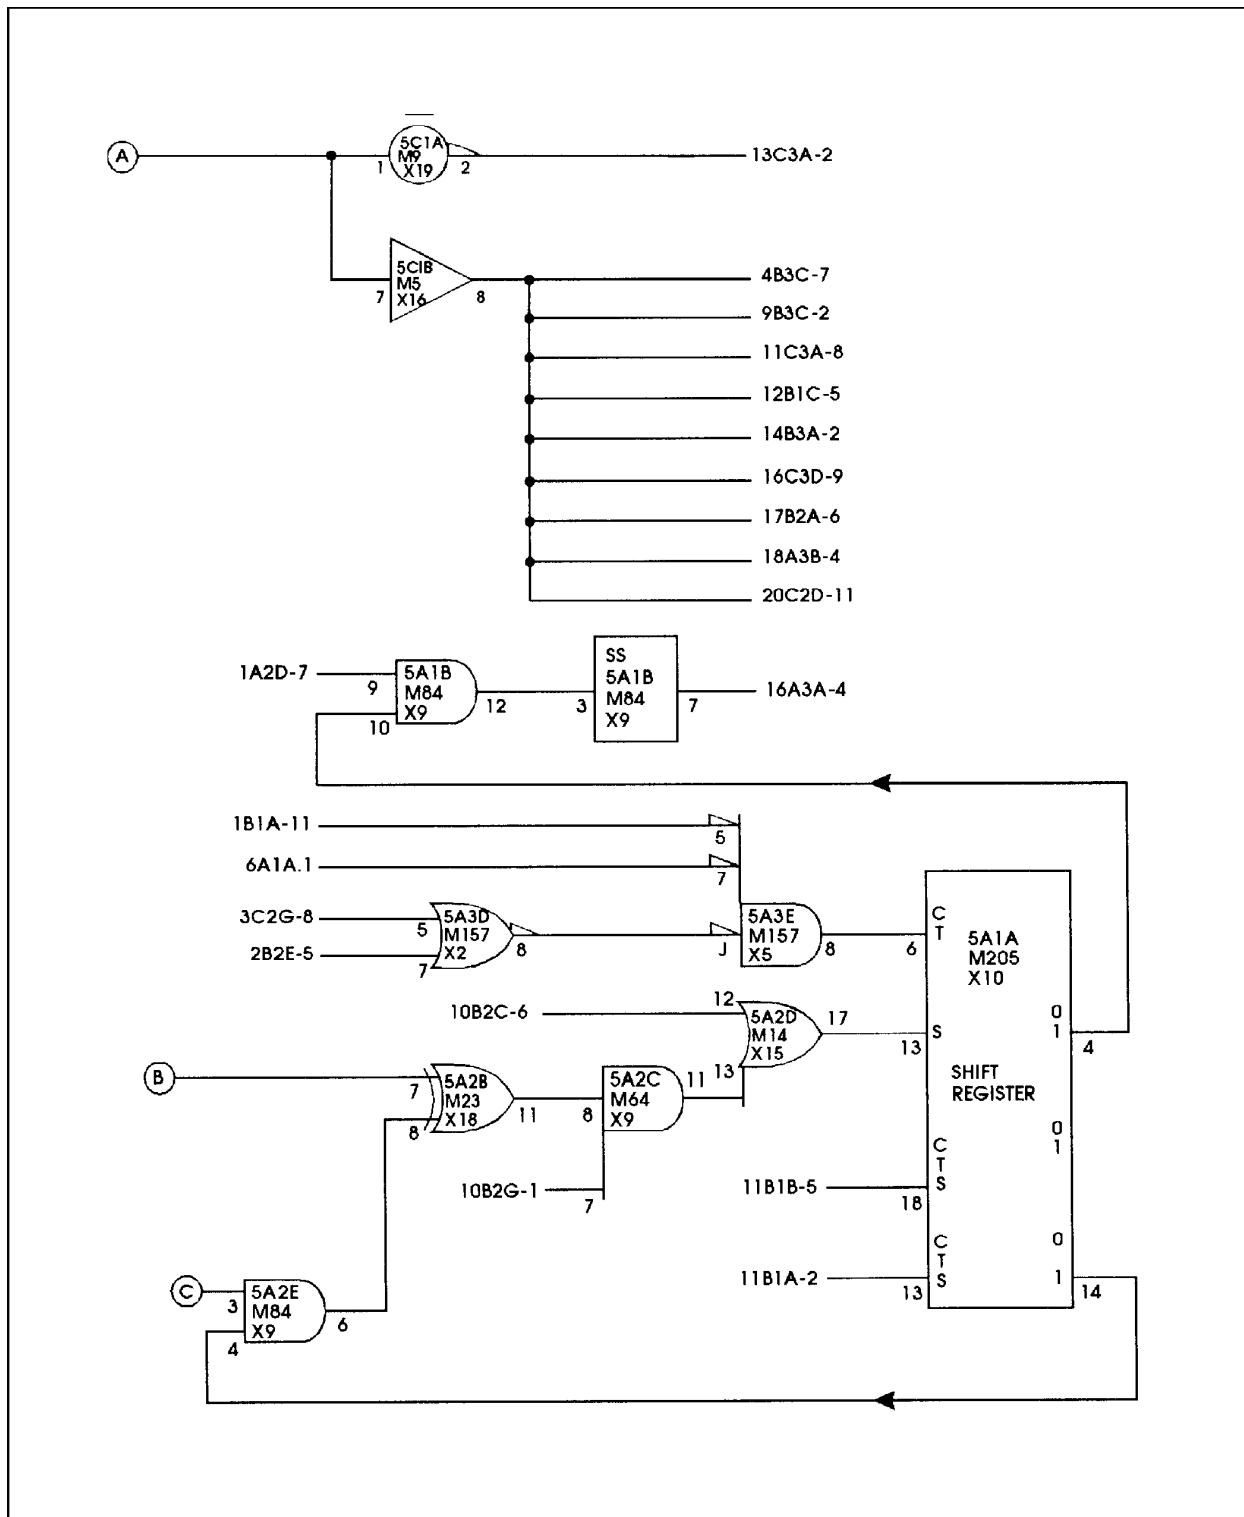 A
5C1A
M9
X19
1
2
13C3A-2
5CIB
M5
X16
7
8
4B3C-7
9B3C-2
11C3A-8
12B1C-5
14B3A-2
16C3D-9
17B2A-6
18A3B-4
20C2D-11
1A2D-7
9
10
5A1B
M84
X9
12
3
SS
5A1B
M84
X9
7
16A3A-4
1B1A-11
5
6A1A.1
7
3C2G-8
5
2B2E-5
7
5A3D
M157
X2
8
J
5A3E
M157
X5
8
6
C
T
5A1A
M205
X10
10B2C-6
12
13
5A2D
M14
X15
17
13
S
0
1
4
SHIFT
REGISTER
B
7
8
5A2B
M23
X18
11
8
5A2C
M64
X9
11
10B2G-1
7
C
T
S
0
1
11B1B-5
18
C
T
S
0
1
11B1A-2
13
14
C
3
4
5A2E
M84
X9
6